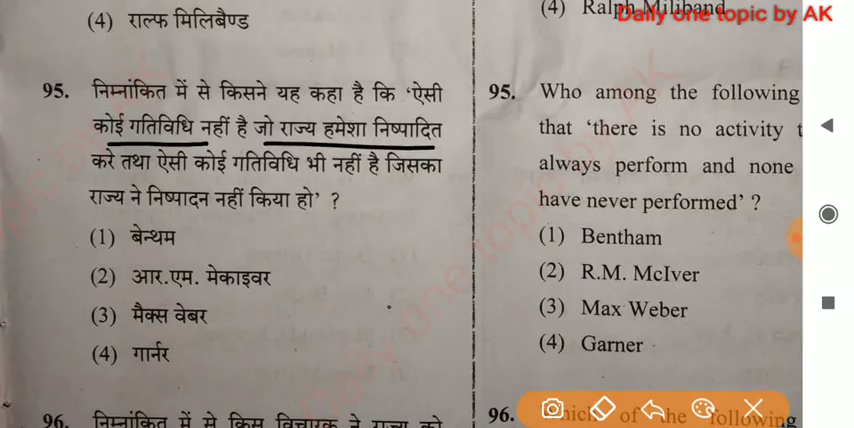 (4) राल्फ मिलिबैण्ड
(4) Ralph Miliband
Daily one topic by AK
95. निम्नांकित में से किसने यह कहा है कि ‘ऐसी
कोई गतिविधि नहीं है जो राज्य हमेशा निष्पादित
करे तथा ऐसी कोई गतिविधि भी नहीं है जिसका
राज्य ने निष्पादन नहीं किया हो’ ?
(1) बेन्थम
(2) आर.एम. मेकाइवर
(3) मैक्स वेबर
(4) गार्नर
96. निम्नांकित में से किस विचारक ने राज्य को
95. Who among the following
that ‘there is no activity t
always perform and none
have never performed’ ?
(1) Bentham
(2) R.M. McIver
(3) Max Weber
(4) Garner
96. Which of the following